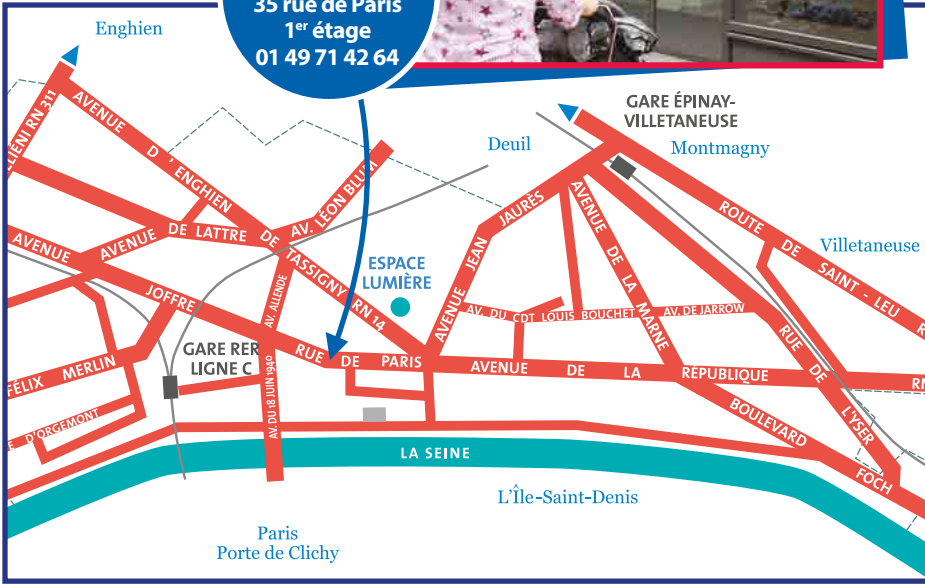 35 rue de Paris
1er étage
01 49 71 42 64
Enghien
GARE ÉPINAY-
VILLETANEUSE
Deuil
Montmagny
Villetaneuse
LIÉNI RN 311
AVENUE D'ENGHIEN
AV. LÉON BLUM
AVENUE DE LATTRE DE TASSIGNY RN 14
AVENUE JOFFRE
AV. ALLENDE
ESPACE
LUMIÈRE
AVENUE JEAN JAURÈS
AVENUE DE LA MARNE
ROUTE DE SAINT-LEU R
AV. DU CDT LOUIS BOUCHET
AV. DE JARROW
RUE DE L'YSER
GARE RER
LIGNE C
RUE DE PARIS
AVENUE DE LA RÉPUBLIQUE
RN
FÉLIX MERLIN
E D'ORGEMONT
AV. DU 18 JUIN 1940
BOULEVARD FOCH
LA SEINE
L'Île-Saint-Denis
Paris
Porte de Clichy